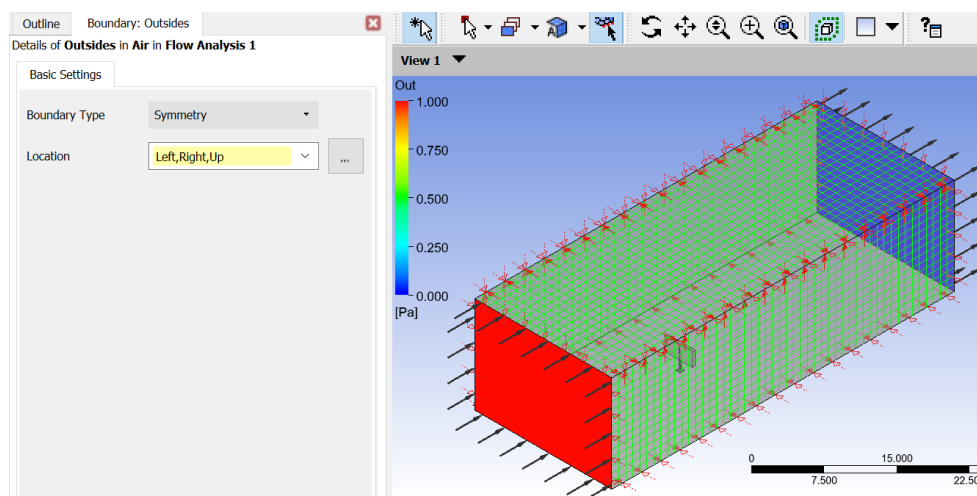 Outline
Boundary: Outsides
Details of Outsides in Air in Flow Analysis 1
Basic Settings
Boundary Type
Symmetry
Location
Left,Right,Up
...
View 1
Out
1.000
0.750
0.500
0.250
0.000
[Pa]
0
15.000
7.500
22.50